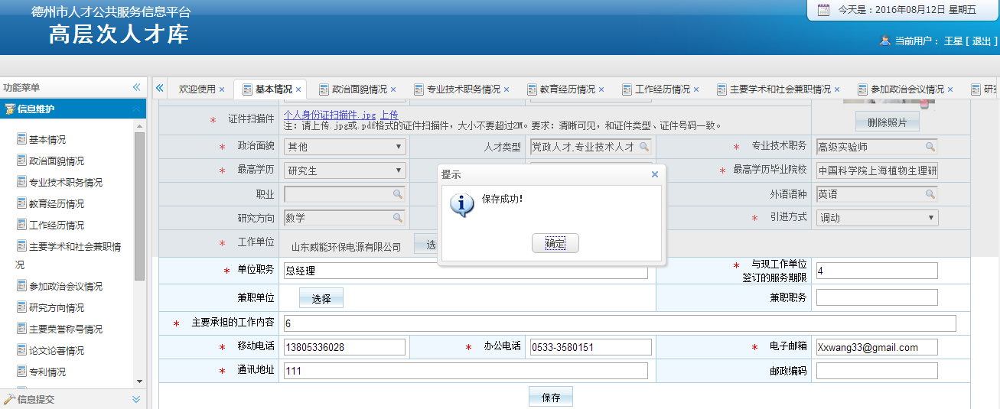 德州市人才公共服务信息平台
高层次人才库
今天是：2016年08月12日 星期五
当前用户： 王星 [ 退出 ]
功能菜单
信息维护
基本情况
政治面貌情况
专业技术职务情况
教育经历情况
工作经历情况
主要学术和社会兼职情
况
参加政治会议情况
研究方向情况
主要荣誉称号情况
论文论著情况
专利情况
信息提交
欢迎使用 × 基本情况 × 政治面貌情况 × 专业技术职务情况 × 教育经历情况 × 工作经历情况 × 主要学术和社会兼职情况 × 参加政治会议情况 ×
* 证件扫描件 个人身份证扫描件.jpg 上传
注：请上传.jpg或.pdf格式的证件扫描件，大小不要超过2M。要求：清晰可见，和证件类型、证件号码一致。
删除照片
* 政治面貌 其他 人才类型 党政人才,专业技术人才 * 专业技术职务 高级实验师
* 最高学历 研究生 * 最高学历毕业院校 中国科学院上海植物生理研
职业 外语语种 英语
研究方向 数学 * 引进方式 调动
* 工作单位 山东威能环保电源有限公司 选
提示 ×
保存成功!
确定
* 单位职务 总经理 * 与现工作单位
签订的服务期限 4
兼职单位 选择 兼职职务
* 主要承担的工作内容 6
* 移动电话 13805336028 * 办公电话 0533-3580151 * 电子邮箱 Xxwang33@gmail.com
* 通讯地址 111 邮政编码
保存